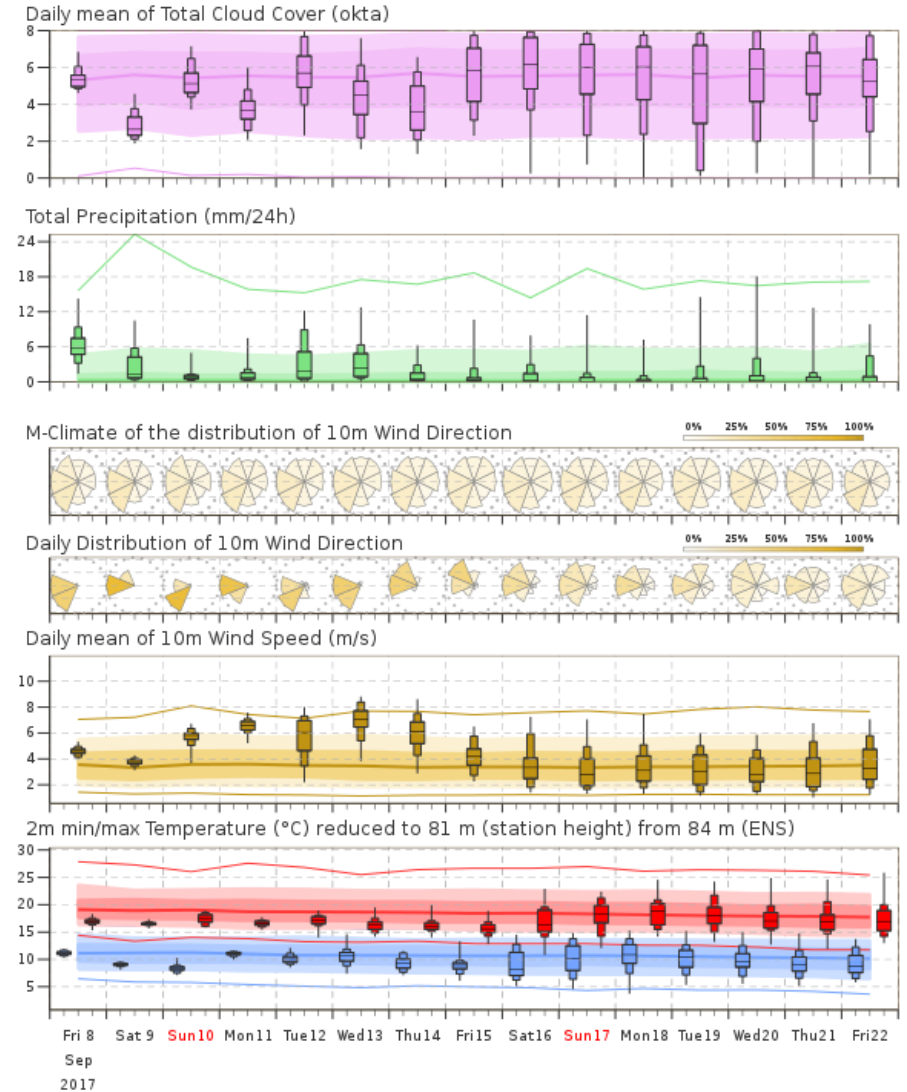 Daily mean of Total Cloud Cover (okta)
8
6
4
2
0
Total Precipitation (mm/24h)
24
18
12
6
0
M-Climate of the distribution of 10m Wind Direction
0% 25% 50% 75% 100%
Daily Distribution of 10m Wind Direction
0% 25% 50% 75% 100%
Daily mean of 10m Wind Speed (m/s)
10
8
6
4
2
2m min/max Temperature (°C) reduced to 81 m (station height) from 84 m (ENS)
30
25
20
15
10
5
Fri 8 Sat 9 Sun10 Mon11 Tue12 Wed13 Thu14 Fri15 Sat16 Sun17 Mon18 Tue19 Wed20 Thu21 Fri22
Sep
2017